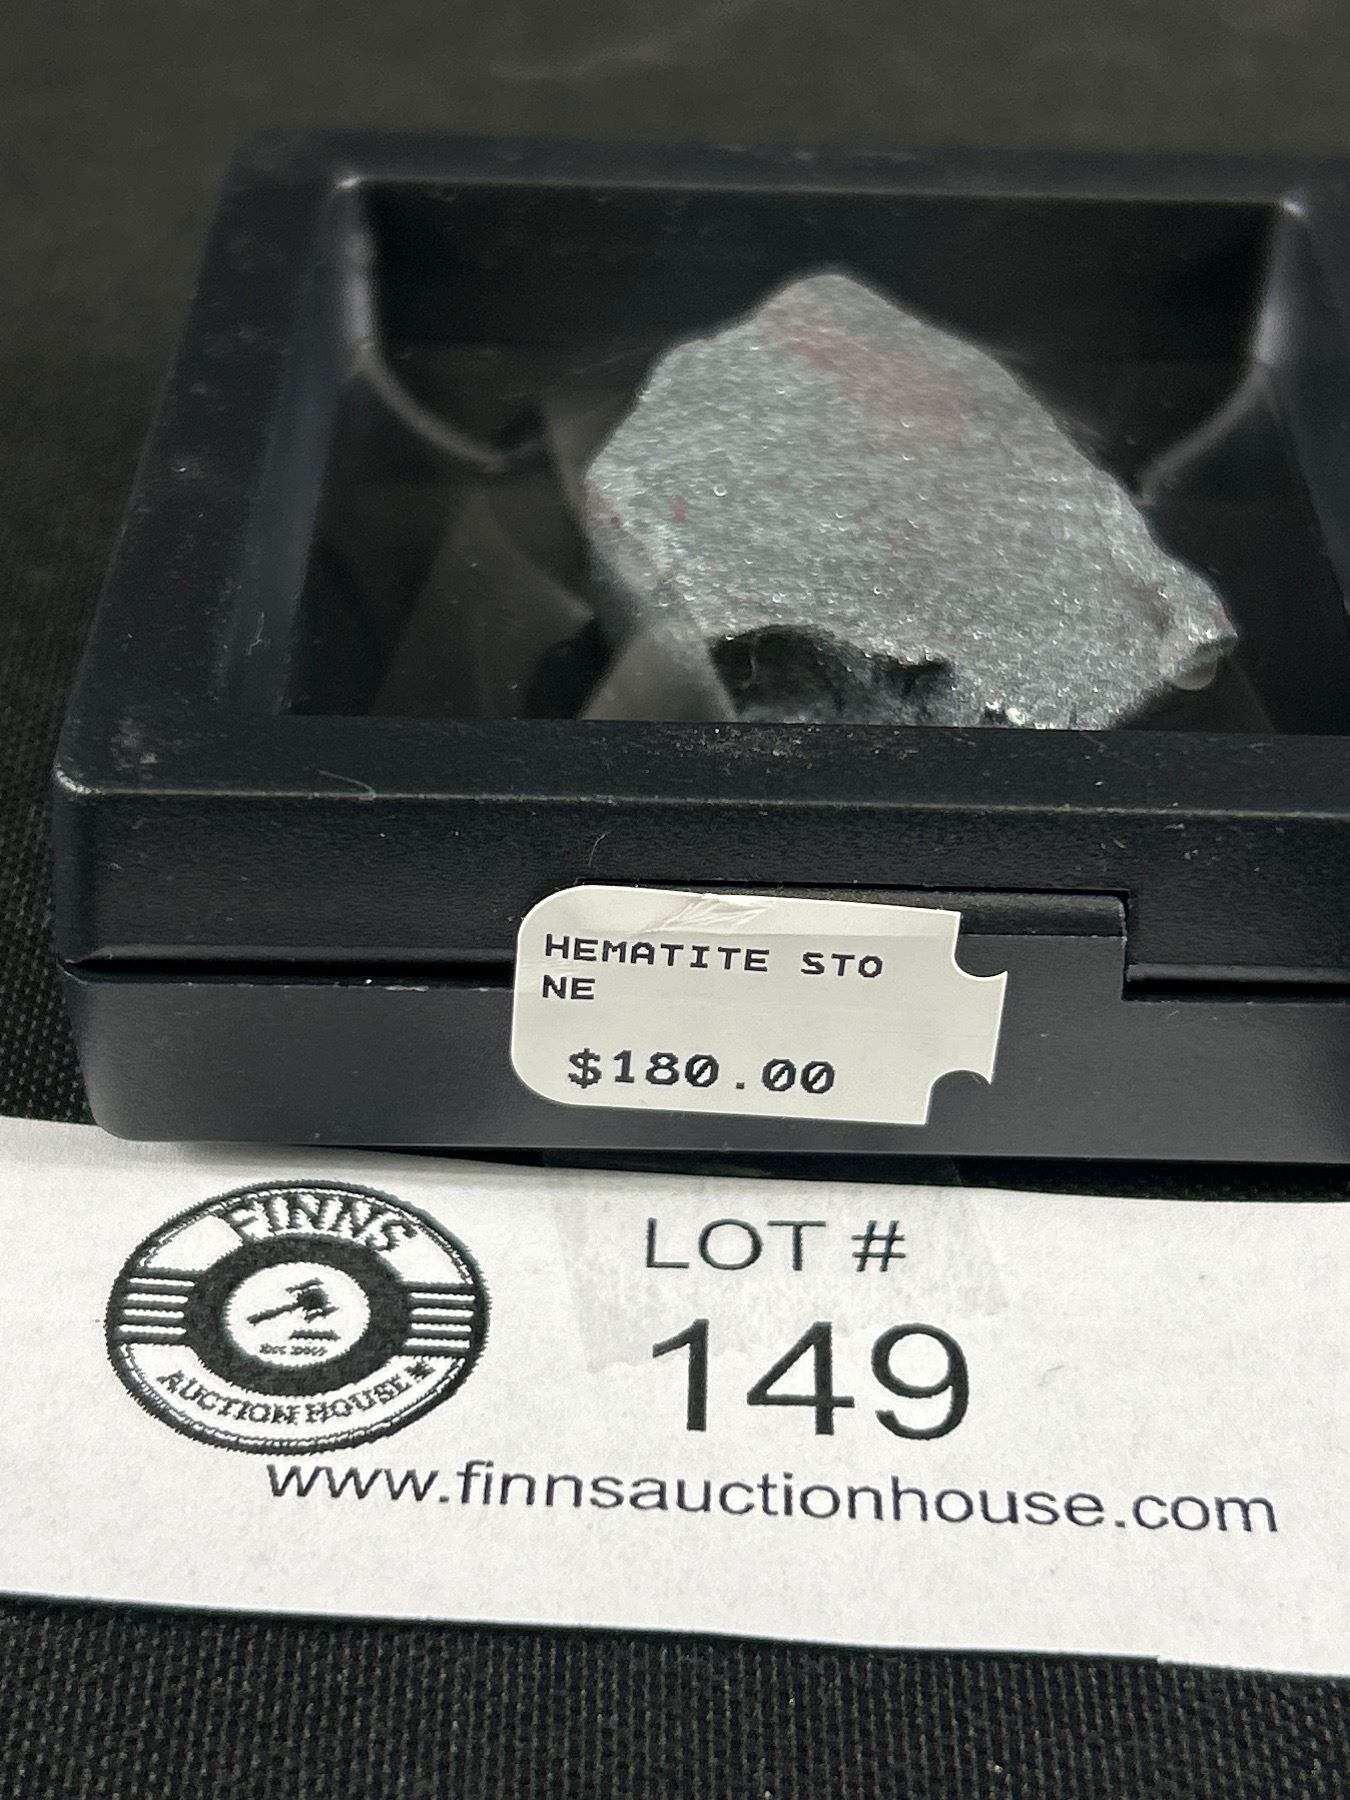 HEMATITE STO
NE
$180.00
FINNS
AUCTION HOUSE
LOT #
149
www.finnsauctionhouse.com